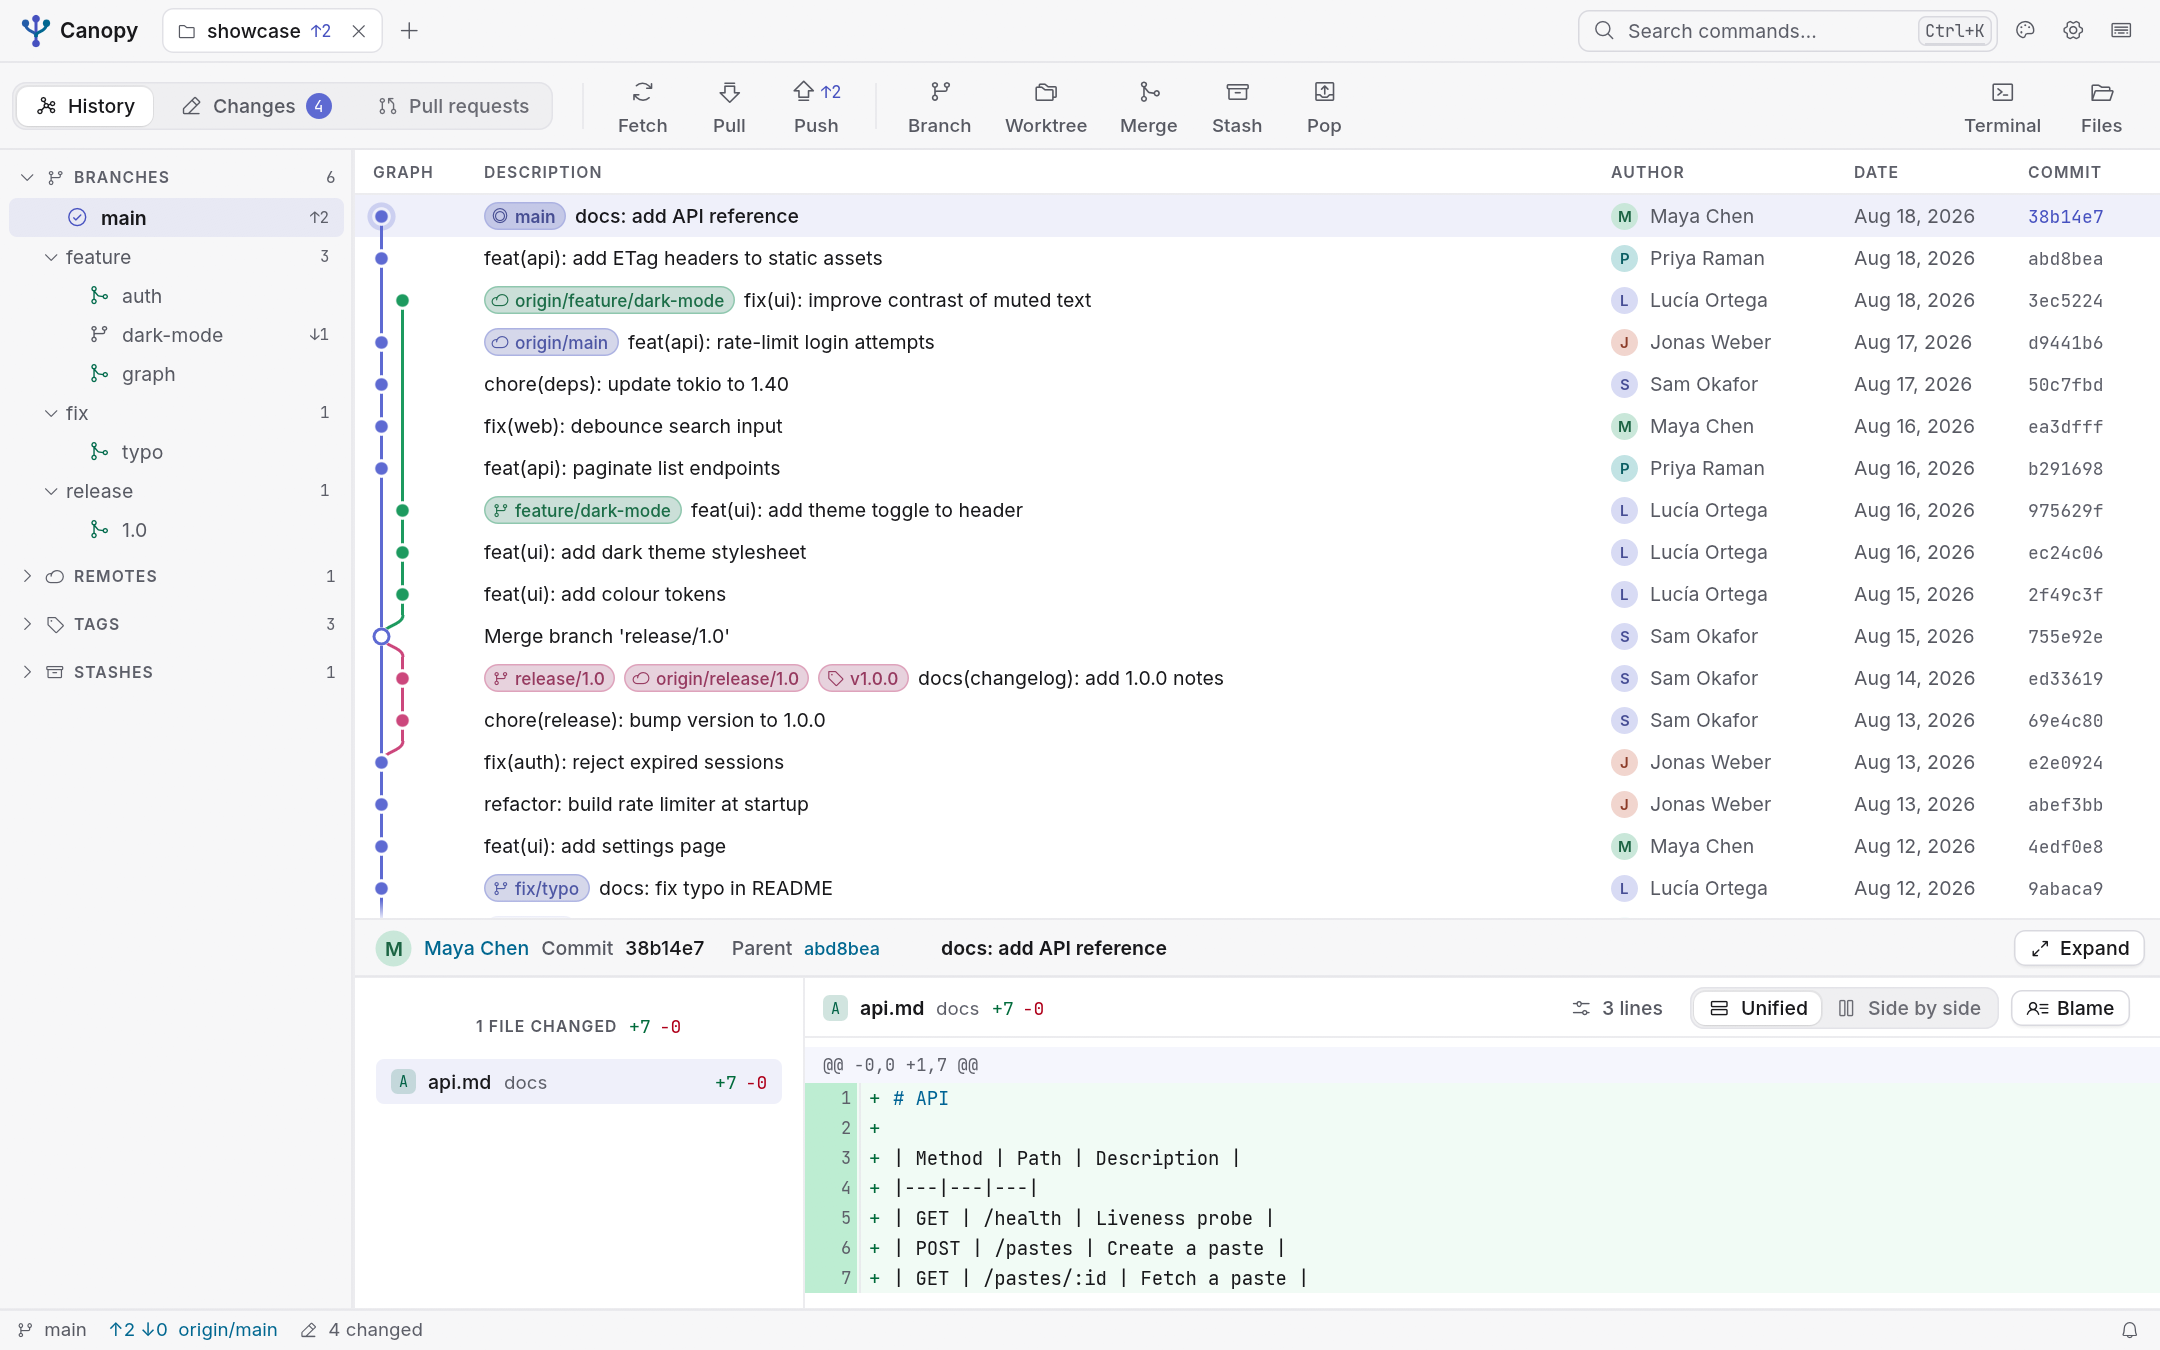 Canopy showcase ↑2 Search commands... Ctrl+K
History Changes 4 Pull requests Fetch Pull Push ↑2 Branch Worktree Merge Stash Pop Terminal Files
BRANCHES 6
main ↑2
feature 3
auth
dark-mode ↓1
graph
fix 1
typo
release 1
1.0
REMOTES 1
TAGS 3
STASHES 1
GRAPH DESCRIPTION AUTHOR DATE COMMIT
main docs: add API reference M Maya Chen Aug 18, 2026 38b14e7
feat(api): add ETag headers to static assets P Priya Raman Aug 18, 2026 abd8bea
origin/feature/dark-mode fix(ui): improve contrast of muted text L Lucía Ortega Aug 18, 2026 3ec5224
origin/main feat(api): rate-limit login attempts J Jonas Weber Aug 17, 2026 d9441b6
chore(deps): update tokio to 1.40 S Sam Okafor Aug 17, 2026 50c7fbd
fix(web): debounce search input M Maya Chen Aug 16, 2026 ea3dfff
feat(api): paginate list endpoints P Priya Raman Aug 16, 2026 b291698
feature/dark-mode feat(ui): add theme toggle to header L Lucía Ortega Aug 16, 2026 975629f
feat(ui): add dark theme stylesheet L Lucía Ortega Aug 16, 2026 ec24c06
feat(ui): add colour tokens L Lucía Ortega Aug 15, 2026 2f49c3f
Merge branch 'release/1.0' S Sam Okafor Aug 15, 2026 755e92e
release/1.0 origin/release/1.0 v1.0.0 docs(changelog): add 1.0.0 notes S Sam Okafor Aug 14, 2026 ed33619
chore(release): bump version to 1.0.0 S Sam Okafor Aug 13, 2026 69e4c80
fix(auth): reject expired sessions J Jonas Weber Aug 13, 2026 e2e0924
refactor: build rate limiter at startup J Jonas Weber Aug 13, 2026 abef3bb
feat(ui): add settings page M Maya Chen Aug 12, 2026 4edf0e8
fix/typo docs: fix typo in README L Lucía Ortega Aug 12, 2026 9abaca9
M Maya Chen Commit 38b14e7 Parent abd8bea docs: add API reference Expand
1 FILE CHANGED +7 -0
A api.md docs +7 -0
A api.md docs +7 -0 3 lines Unified Side by side Blame
@@ -0,0 +1,7 @@
1 + # API
2 +
3 + | Method | Path | Description |
4 + |---|---|---|
5 + | GET | /health | Liveness probe |
6 + | POST | /pastes | Create a paste |
7 + | GET | /pastes/:id | Fetch a paste |
main ↑2 ↓0 origin/main 4 changed